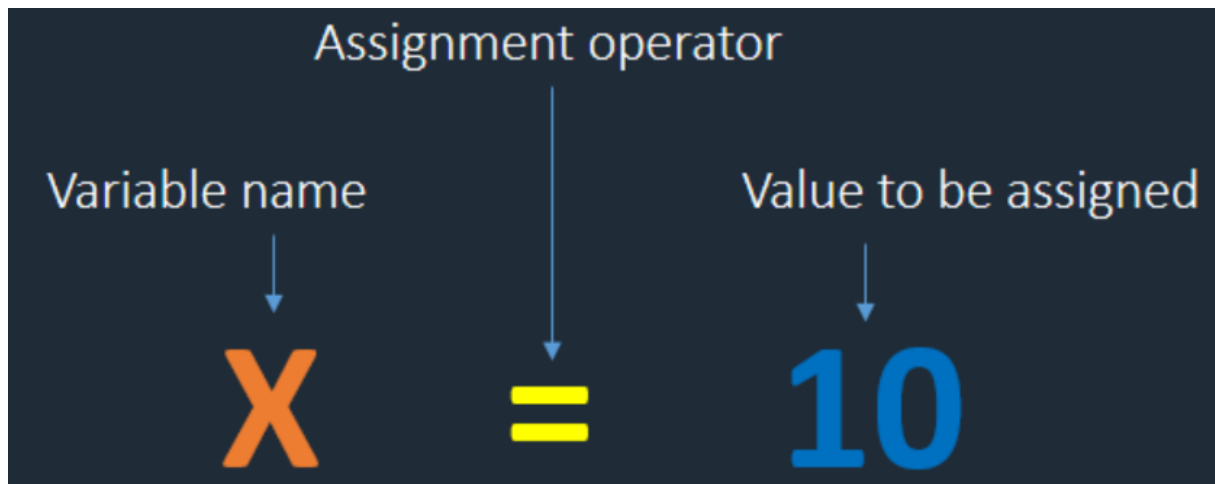 Assignment operator
Variable name
Value to be assigned
X = 10